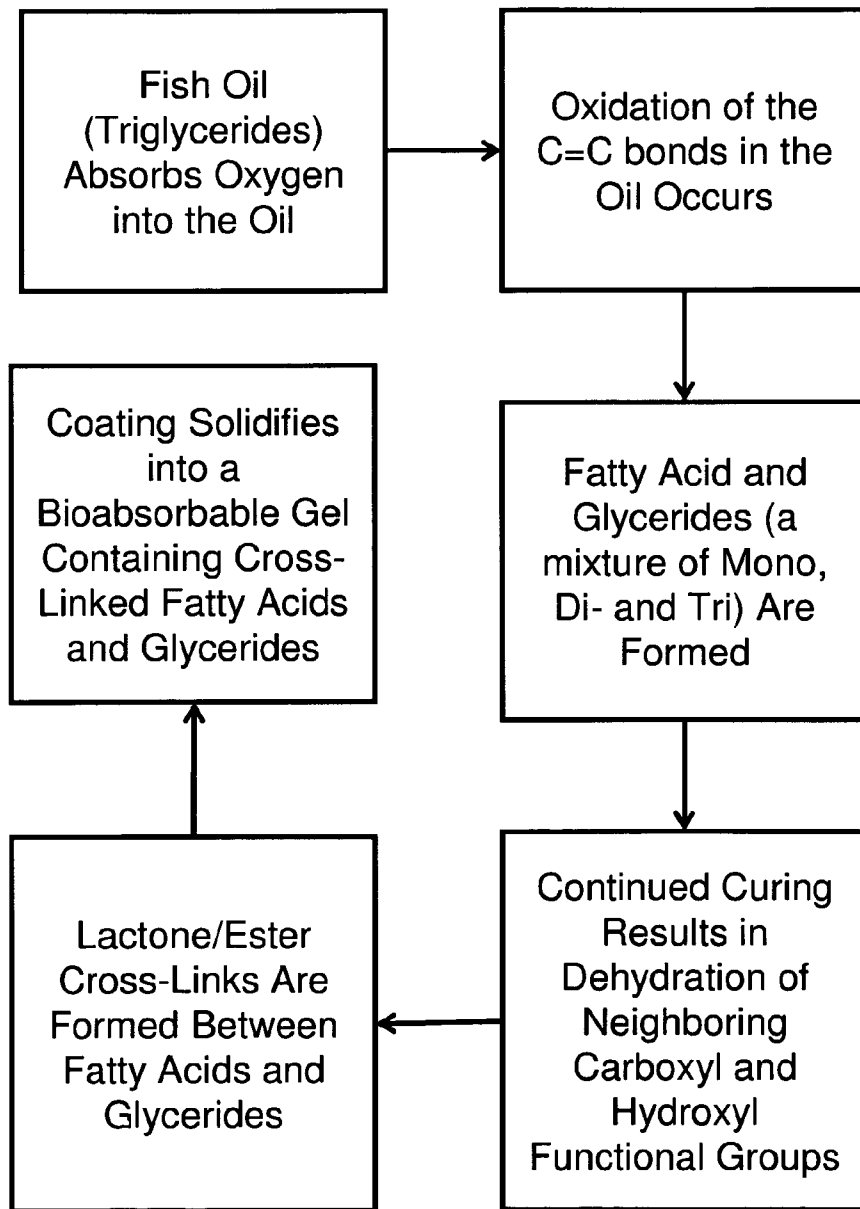 Fish Oil
(Triglycerides)
Absorbs Oxygen
into the Oil
Oxidation of the
C=C bonds in the
Oil Occurs
Fatty Acid and
Glycerides (a
mixture of Mono,
Di- and Tri) Are
Formed
Continued Curing
Results in
Dehydration of
Neighboring
Carboxyl and
Hydroxyl
Functional Groups
Lactone/Ester
Cross-Links Are
Formed Between
Fatty Acids and
Glycerides
Coating Solidifies
into a
Bioabsorbable Gel
Containing Cross-
Linked Fatty Acids
and Glycerides